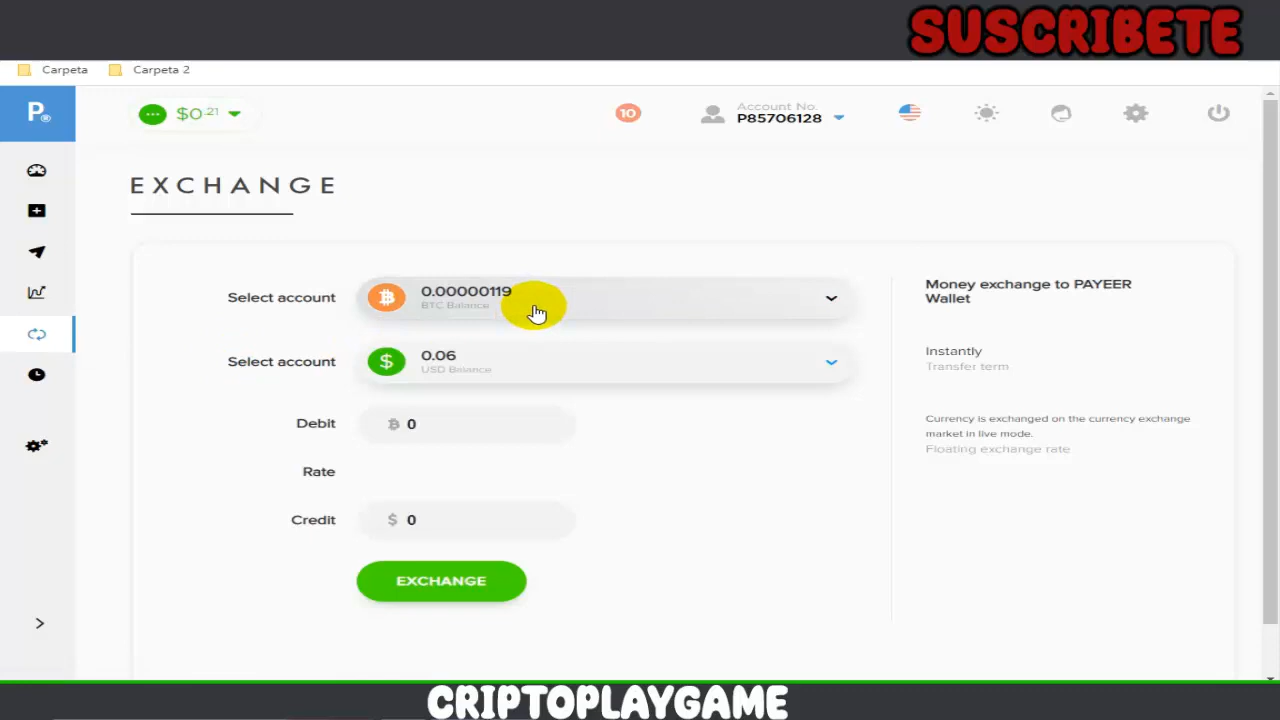 SUSCRIBETE
Carpeta Carpeta 2
P®
$0.21
10
Account No.
P85706128
EXCHANGE
Select account
0.00000119
BTC Balance
Select account
$
0.06
USD Balance
Debit
0
Rate
Credit
$ 0
EXCHANGE
Money exchange to PAYEER
Wallet
Instantly
Transfer term
Currency is exchanged on the currency exchange
market in live mode.
Floating exchange rate
CRIPTOPLAYGAME